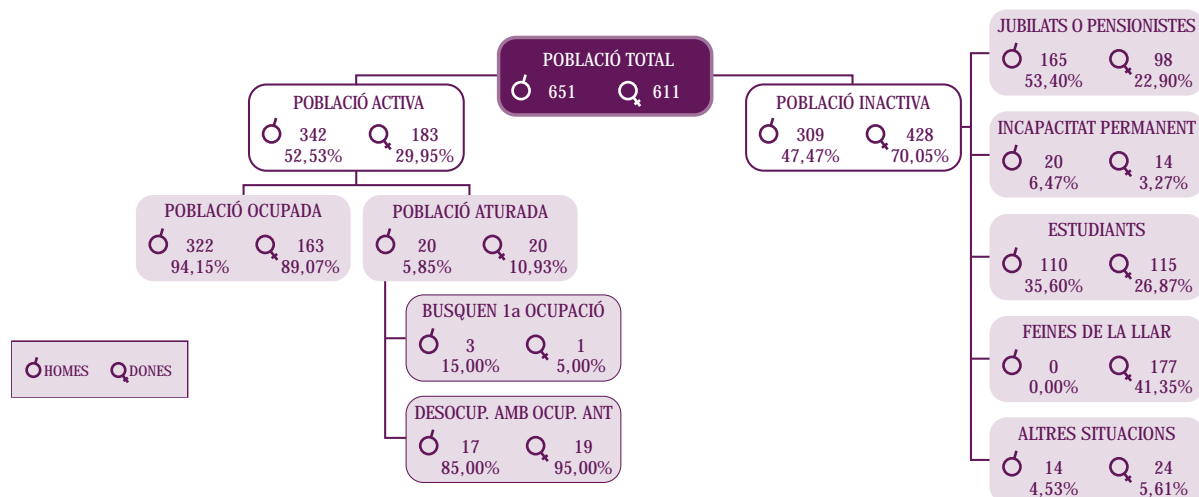 POBLACIÓ TOTAL
651 611
POBLACIÓ ACTIVA
342 183
52,53% 29,95%
POBLACIÓ OCUPADA
322 163
94,15% 89,07%
POBLACIÓ ATURADA
20 20
5,85% 10,93%
BUSQUEN 1a OCUPACIÓ
3 1
15,00% 5,00%
DESOCUP. AMB OCUP. ANT
17 19
85,00% 95,00%
POBLACIÓ INACTIVA
309 428
47,47% 70,05%
JUBILATS O PENSIONISTES
165 98
53,40% 22,90%
INCAPACITAT PERMANENT
20 14
6,47% 3,27%
ESTUDIANTS
110 115
35,60% 26,87%
FEINES DE LA LLAR
0 177
0,00% 41,35%
ALTRES SITUACIONS
14 24
4,53% 5,61%
HOMES DONES